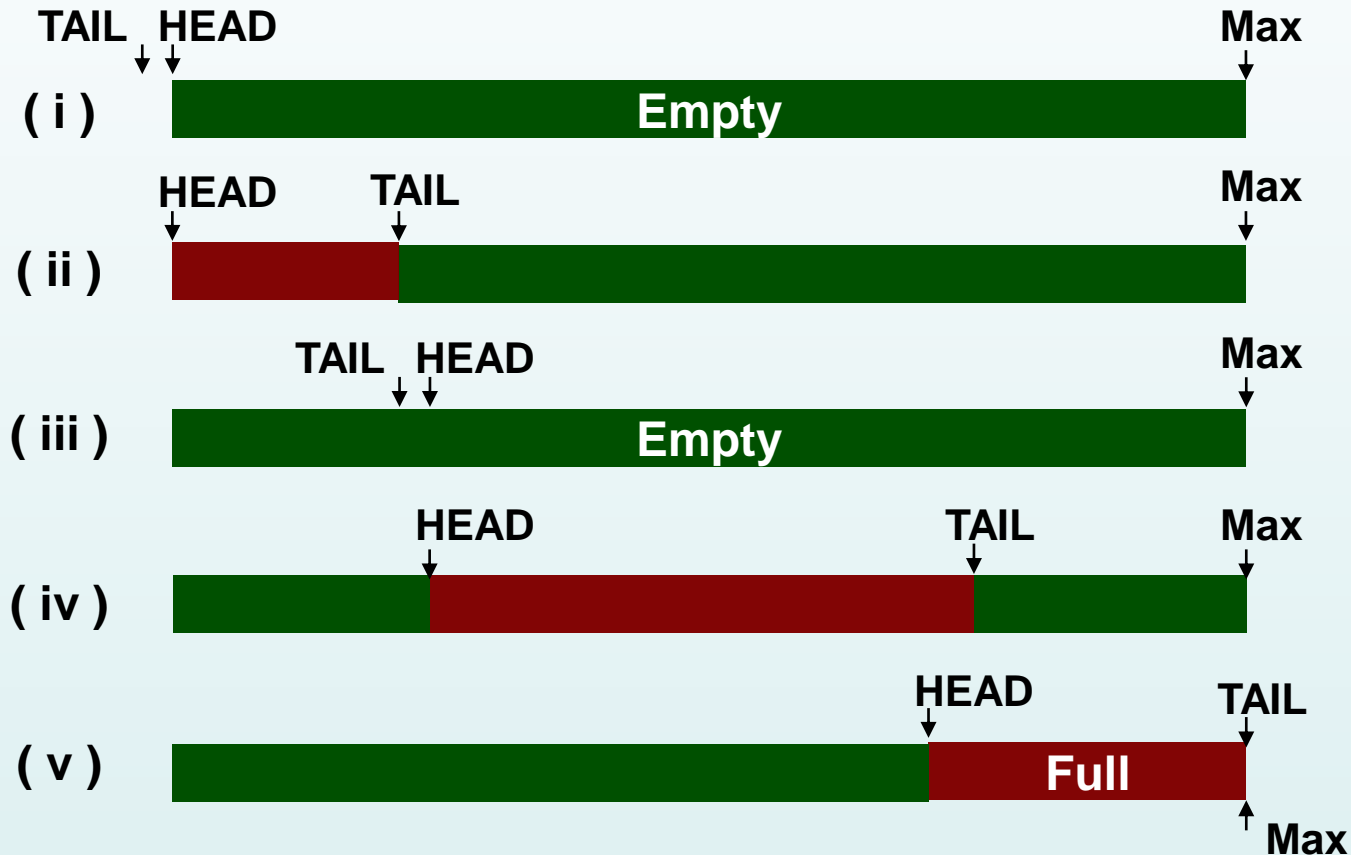 TAIL HEAD Max
( i ) Empty
HEAD TAIL Max
( ii )
TAIL HEAD Max
( iii ) Empty
HEAD TAIL Max
( iv )
HEAD TAIL
( v ) Full
Max